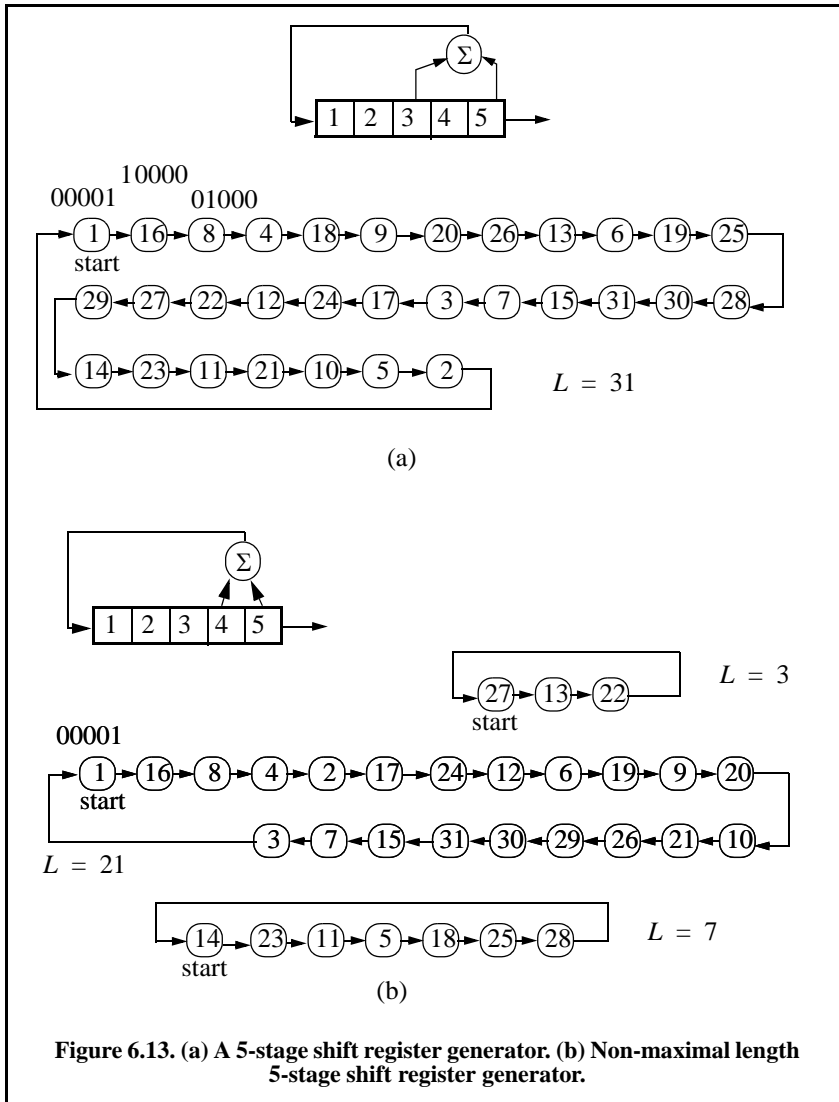 Σ
1 2 3 4 5
10000
00001 01000
1 16 8 4 18 9 20 26 13 6 19 25
start
29 27 22 12 24 17 3 7 15 31 30 28
14 23 11 21 10 5 2
L = 31
(a)
Σ
1 2 3 4 5
L = 3
27 13 22
start
00001
1 16 8 4 2 17 24 12 6 19 9 20
start
3 7 15 31 30 29 26 21 10
L = 21
14 23 11 5 18 25 28
L = 7
start
(b)
Figure 6.13. (a) A 5-stage shift register generator. (b) Non-maximal length
5-stage shift register generator.